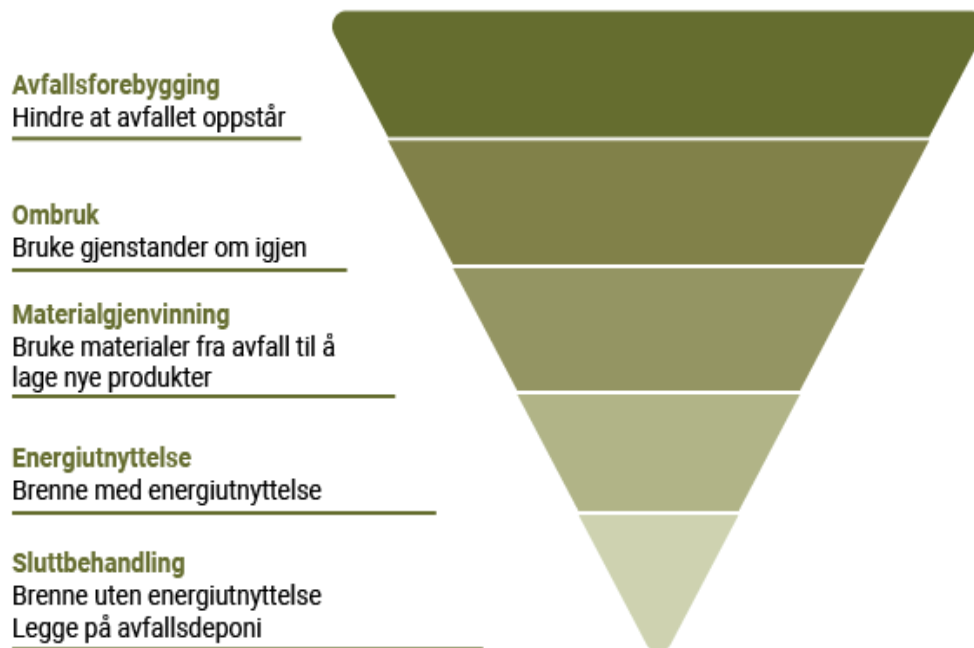 Avfallsforebygging
Hindre at avfallet oppstår
Ombruk
Bruke gjenstander om igjen
Materialgjenvinning
Bruke materialer fra avfall til å
lage nye produkter
Energiutnyttelse
Brenne med energiutnyttelse
Sluttbehandling
Brenne uten energiutnyttelse
Legge på avfallsdeponi